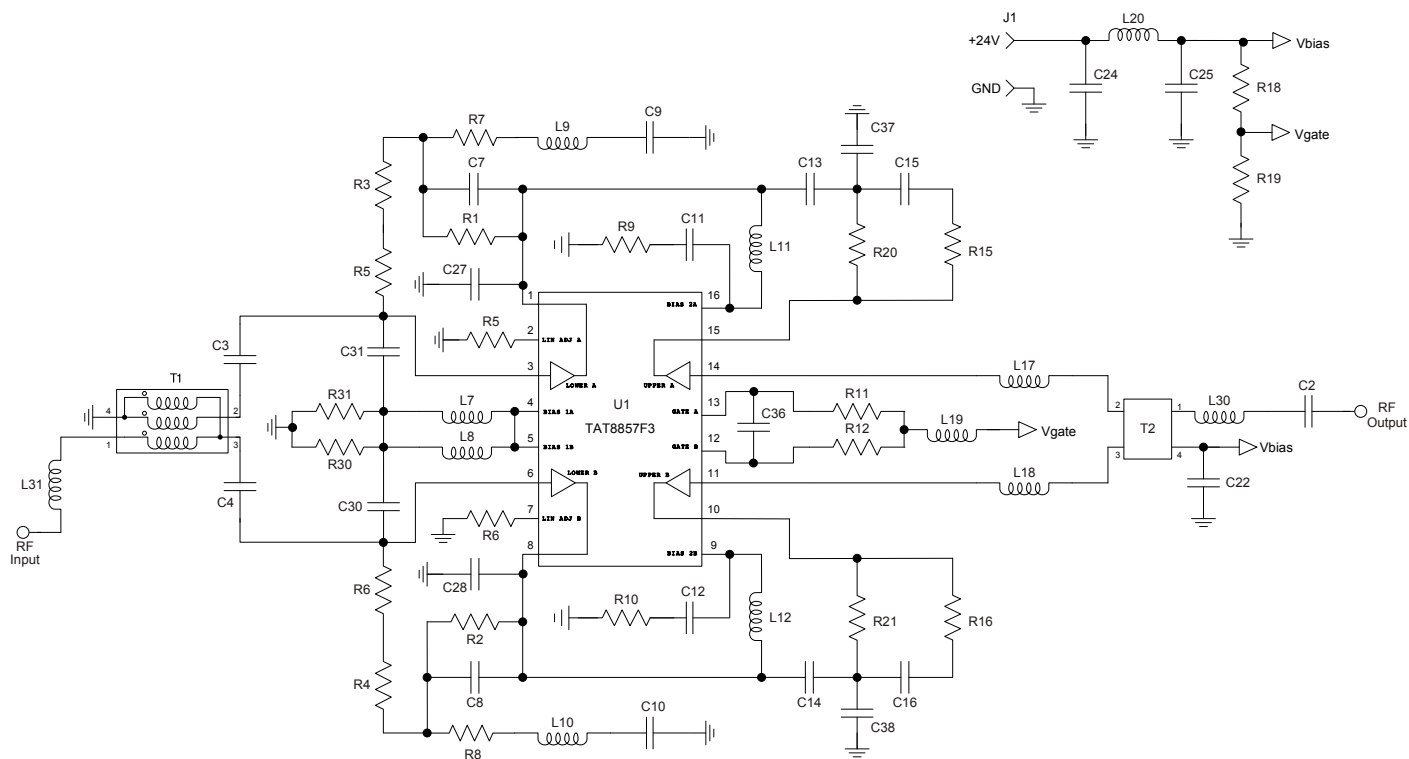 J1
L20
+24V
Vbias
C24
C25
R18
GND
Vgate
R19
R7
L9
C9
C37
R3
C7
C13
C15
R1
R9
C11
L11
R20
R15
R5
C27
1
16
BIAS 2A
R5
2
LIN ADJ A
15
C3
C31
3
LOWER A
UPPER A
14
L17
T1
U1
TAT8857F3
4
2
R31
L7
4
BIAS 1A
GATE A
13
C36
R11
2
1
L30
C2
RF
Output
1
3
R30
L8
5
BIAS 1B
GATE B
12
R12
L19
Vgate
T2
3
4
Vbias
L31
C4
C30
6
LOWER B
UPPER B
11
L18
C22
RF
Input
R6
7
LIN ADJ B
10
8
BIAS 2B
9
C28
R6
R10
C12
L12
R21
R16
R2
R4
C8
C14
C16
R8
L10
C10
C38